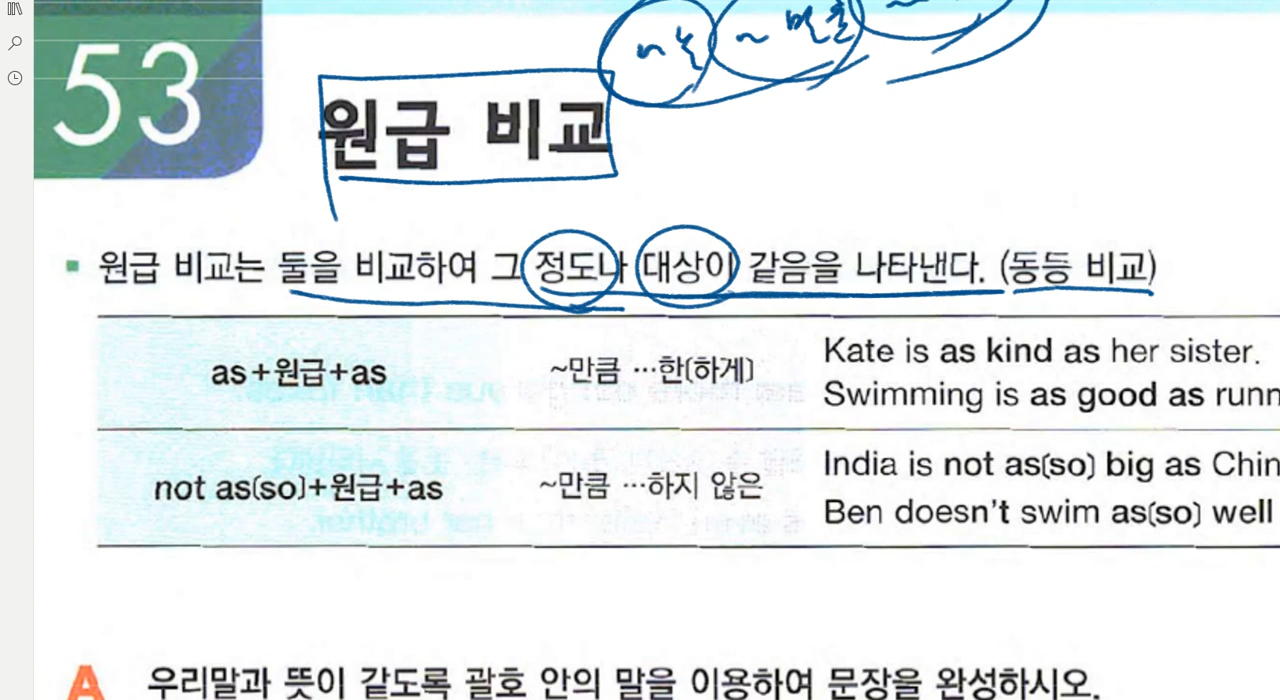 53
원급 비교
원급 비교는 둘을 비교하여 그 정도나 대상이 같음을 나타낸다. (동등 비교)
as+원급+as ~만큼 …한(하게) Kate is as kind as her sister.
Swimming is as good as runn
not as(so)+원급+as ~만큼 …하지 않은 India is not as(so) big as Chin
Ben doesn't swim as(so) well
A 우리말과 뜻이 같도록 괄호 안의 말을 이용하여 문장을 완성하시오.